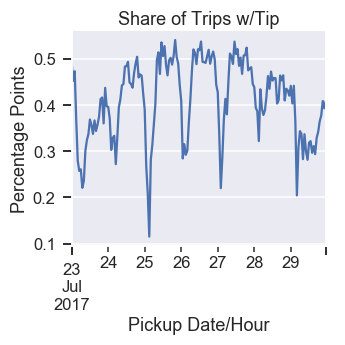 Share of Trips w/Tip
Percentage Points
0.5
0.4
0.3
0.2
0.1
23 24 25 26 27 28 29
Jul
2017
Pickup Date/Hour